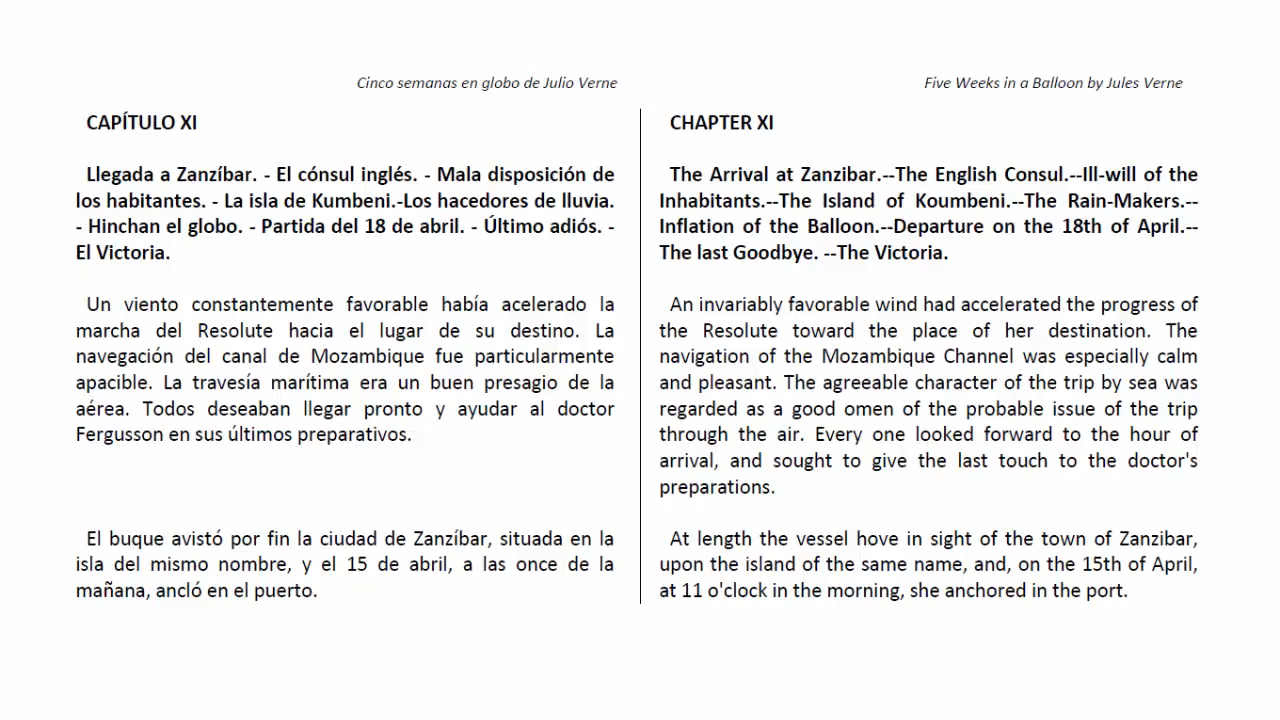 Cinco semanas en globo de Julio Verne
CAPÍTULO XI
Llegada a Zanzíbar. - El cónsul inglés. - Mala disposición de
los habitantes. - La isla de Kumbeni.-Los hacedores de lluvia.
- Hinchan el globo. - Partida del 18 de abril. - Último adiós. -
El Victoria.
Un viento constantemente favorable había acelerado la
marcha del Resolute hacia el lugar de su destino. La
navegación del canal de Mozambique fue particularmente
apacible. La travesía marítima era un buen presagio de la
aérea. Todos deseaban llegar pronto y ayudar al doctor
Fergusson en sus últimos preparativos.
El buque avistó por fin la ciudad de Zanzíbar, situada en la
isla del mismo nombre, y el 15 de abril, a las once de la
mañana, ancló en el puerto.
Five Weeks in a Balloon by Jules Verne
CHAPTER XI
The Arrival at Zanzibar.--The English Consul.--Ill-will of the
Inhabitants.--The Island of Koumbeni.--The Rain-Makers.--
Inflation of the Balloon.--Departure on the 18th of April.--
The last Goodbye. --The Victoria.
An invariably favorable wind had accelerated the progress of
the Resolute toward the place of her destination. The
navigation of the Mozambique Channel was especially calm
and pleasant. The agreeable character of the trip by sea was
regarded as a good omen of the probable issue of the trip
through the air. Every one looked forward to the hour of
arrival, and sought to give the last touch to the doctor's
preparations.
At length the vessel hove in sight of the town of Zanzibar,
upon the island of the same name, and, on the 15th of April,
at 11 o'clock in the morning, she anchored in the port.